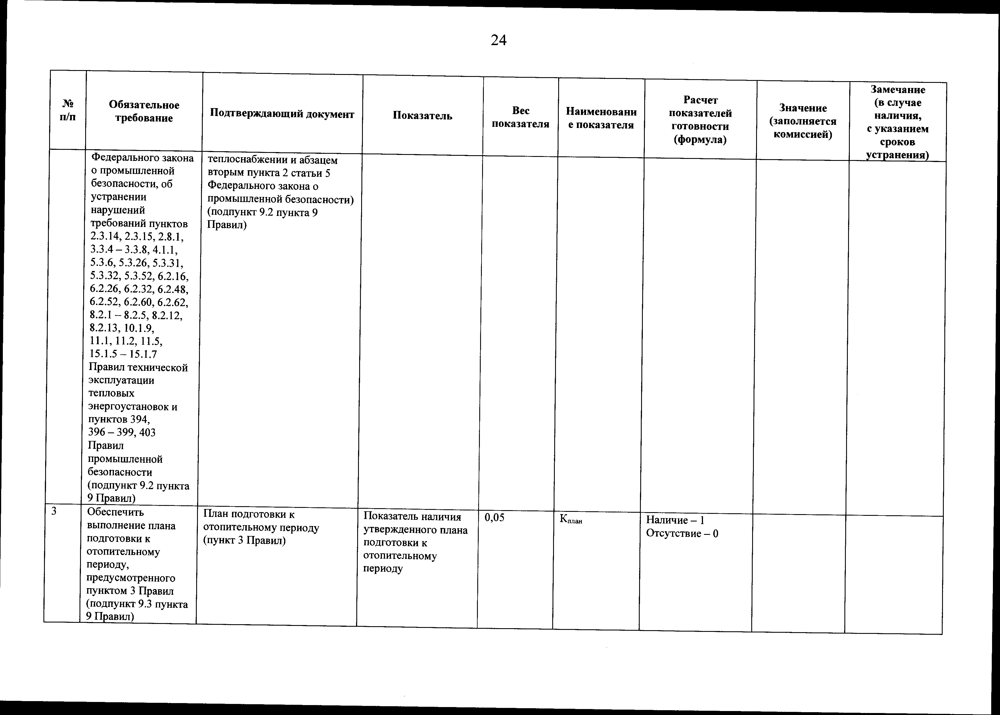 24
№
п/п
Обязательное
требование
Подтверждающий документ
Показатель
Вес
показателя
Наименовани
е показателя
Расчет
показателей
готовности
(формула)
Значение
(заполняется
комиссией)
Замечание
(в случае
наличия,
с указанием
сроков
устранения)
Федерального закона
о промышленной
безопасности, об
устранении
нарушений
требований пунктов
2.3.14, 2.3.15, 2.8.1,
3.3.4 – 3.3.8, 4.1.1,
5.3.6, 5.3.26, 5.3.31,
5.3.32, 5.3.52, 6.2.16,
6.2.26, 6.2.32, 6.2.48,
6.2.52, 6.2.60, 6.2.62,
8.2.1 – 8.2.5, 8.2.12,
8.2.13, 10.1.9,
11.1, 11.2, 11.5,
15.1.5 – 15.1.7
Правил технической
эксплуатации
тепловых
энергоустановок и
пунктов 394,
396 – 399, 403
Правил
промышленной
безопасности
(подпункт 9.2 пункта
9 Правил)
теплоснабжении и абзацем
вторым пункта 2 статьи 5
Федерального закона о
промышленной безопасности)
(подпункт 9.2 пункта 9
Правил)
3
Обеспечить
выполнение плана
подготовки к
отопительному
периоду,
предусмотренного
пунктом 3 Правил
(подпункт 9.3 пункта
9 Правил)
План подготовки к
отопительному периоду
(пункт 3 Правил)
Показатель наличия
утвержденного плана
подготовки к
отопительному
периоду
0,05
Кплан
Наличие – 1
Отсутствие – 0